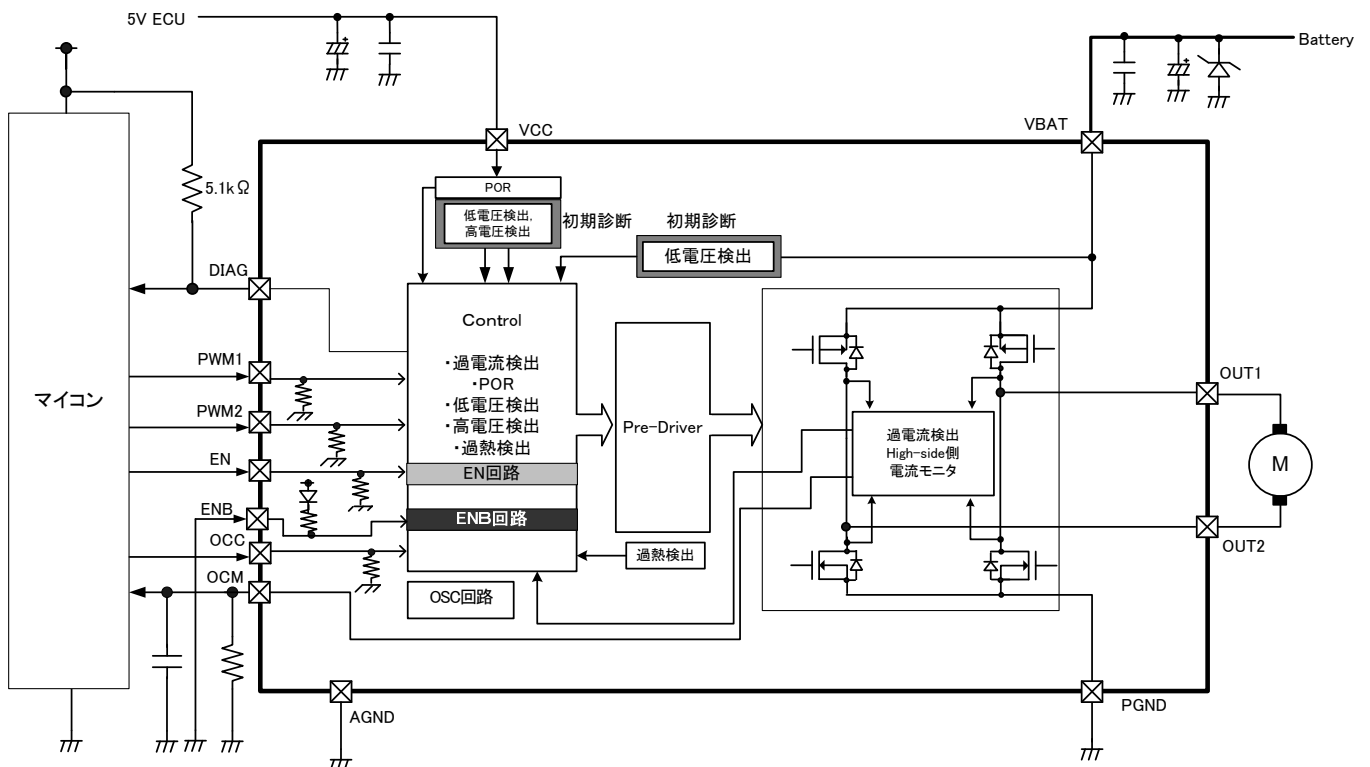 5V ECU
Battery
VCC
VBAT
5.1kΩ
POR
低電圧検出,
高電圧検出
初期診断
初期診断
低電圧検出
DIAG
Control
・過電流検出
・POR
・低電圧検出
・高電圧検出
・過熱検出
EN回路
ENB回路
Pre-Driver
PWM1
マイコン
PWM2
EN
ENB
OCC
OCM
過電流検出
High-side側
電流モニタ
OUT1
M
OUT2
過熱検出
OSC回路
AGND
PGND